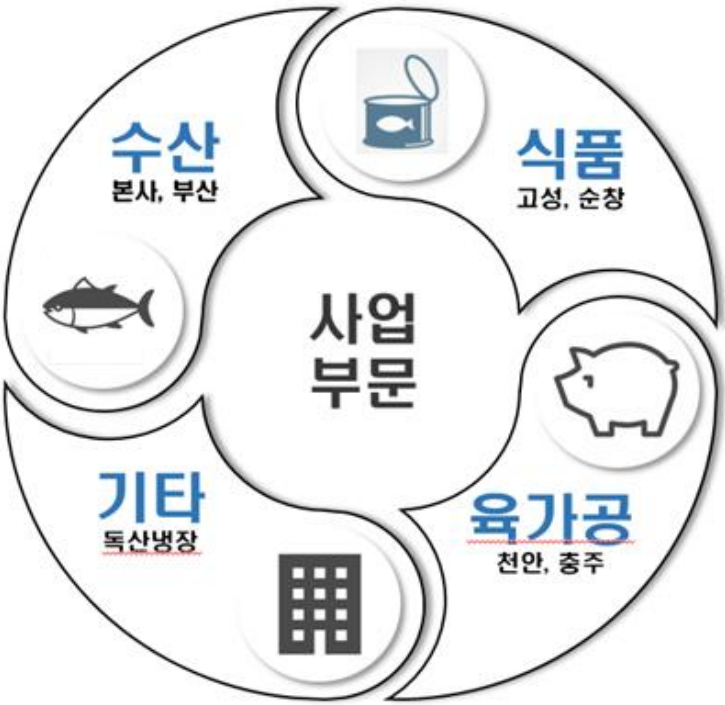 수산
본사, 부산
식품
고성, 순창
사업
부문
기타
독산냉장
육가공
천안, 충주